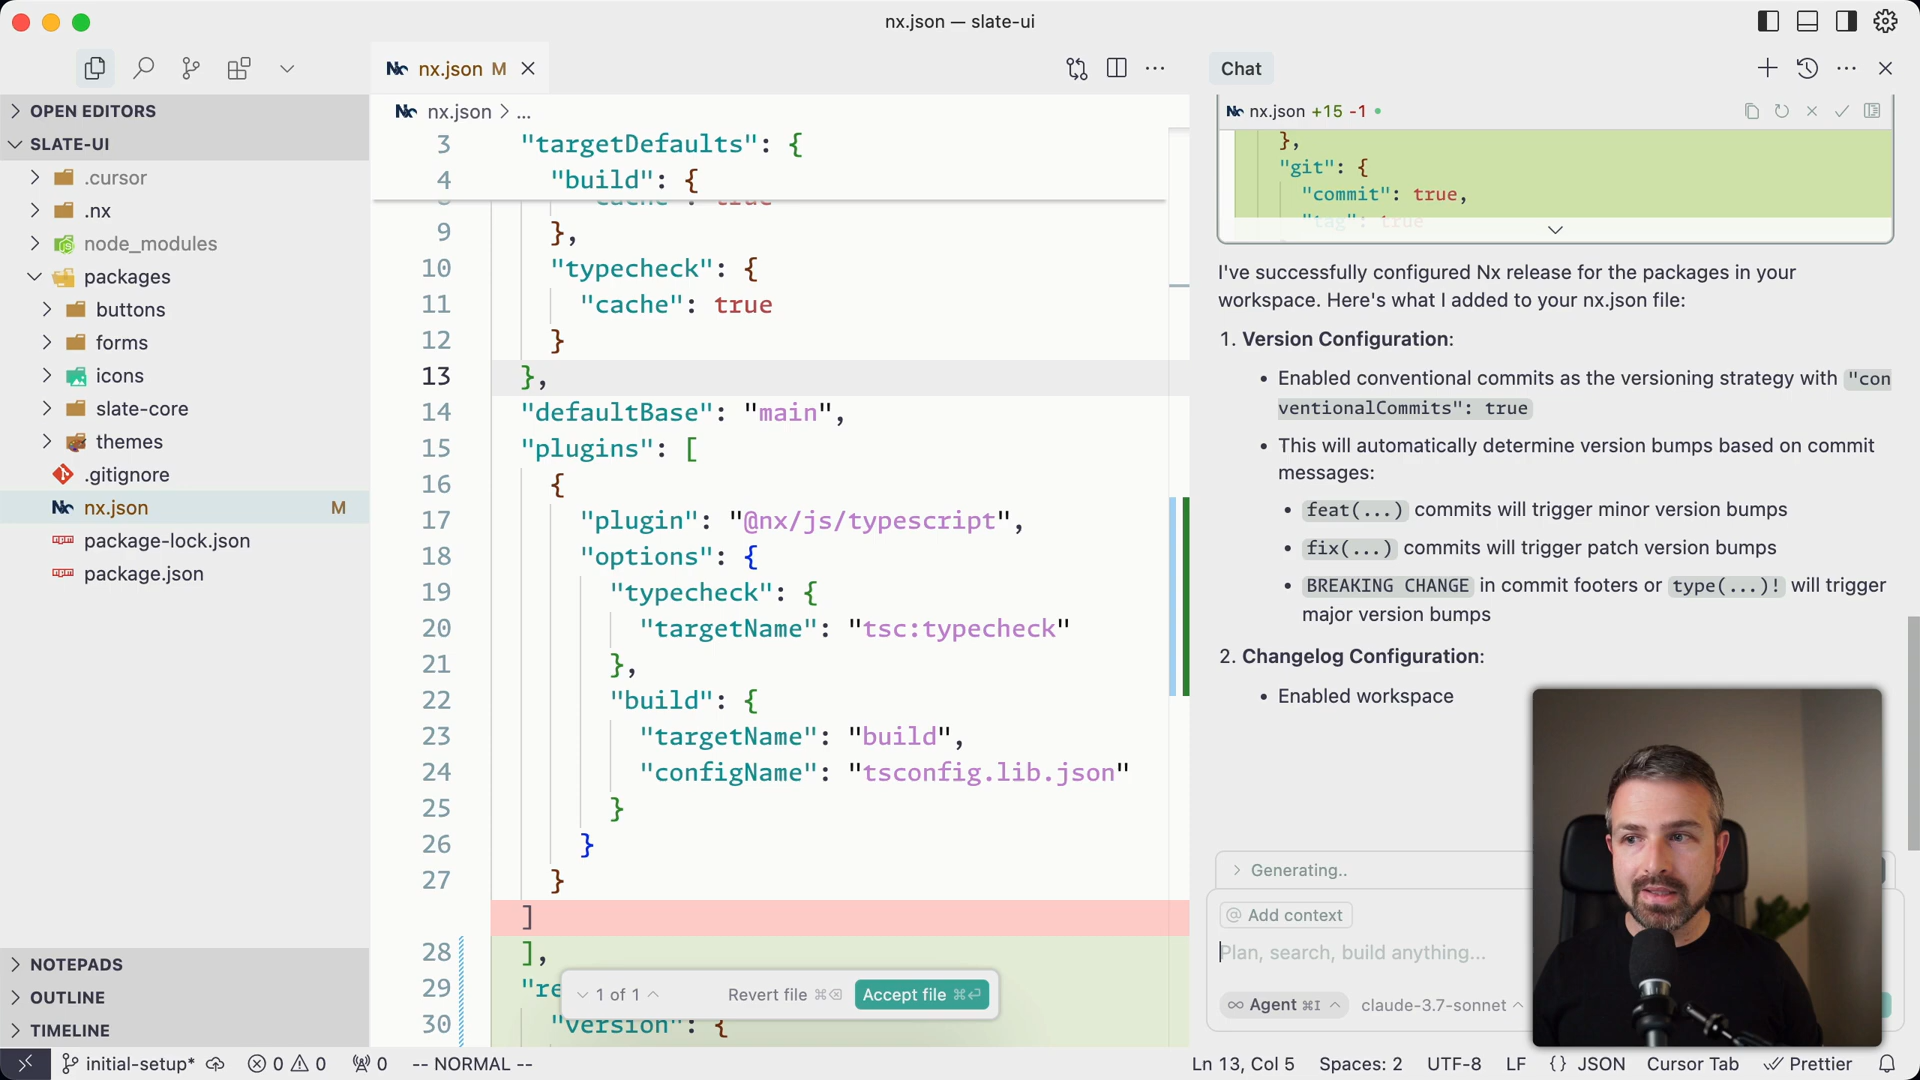 nx.json — slate-ui
nx.json M
Chat
OPEN EDITORS
SLATE-UI
.cursor
.nx
node_modules
packages
buttons
forms
icons
slate-core
themes
.gitignore
nx.json M
package-lock.json
package.json
NOTEPADS
OUTLINE
TIMELINE
nx.json > ...
3 "targetDefaults": {
4 "build": {
"cache": true
9 },
10 "typecheck": {
11 "cache": true
12 }
13 },
14 "defaultBase": "main",
15 "plugins": [
16 {
17 "plugin": "@nx/js/typescript",
18 "options": {
19 "typecheck": {
20 "targetName": "tsc:typecheck"
21 },
22 "build": {
23 "targetName": "build",
24 "configName": "tsconfig.lib.json"
25 }
26 }
27 }
]
28 ],
29 "re
30 "version": {
1 of 1
Revert file ⌘⌫
Accept file ⌘⏎
nx.json +15 -1
},
"git": {
"commit": true,
"tag": true
I've successfully configured Nx release for the packages in your
workspace. Here's what I added to your nx.json file:
1. Version Configuration:
• Enabled conventional commits as the versioning strategy with "con
ventionalCommits": true
• This will automatically determine version bumps based on commit
messages:
• feat(...) commits will trigger minor version bumps
• fix(...) commits will trigger patch version bumps
• BREAKING CHANGE in commit footers or type(...)! will trigger
major version bumps
2. Changelog Configuration:
• Enabled workspace
Generating..
@ Add context
Plan, search, build anything...
∞ Agent ⌘I
claude-3.7-sonnet
initial-setup* 0 0 0 -- NORMAL -- Ln 13, Col 5 Spaces: 2 UTF-8 LF {} JSON Cursor Tab Prettier